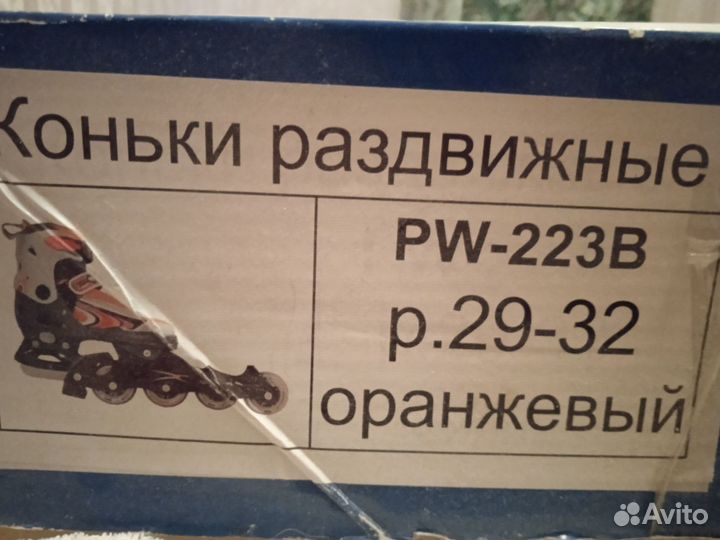 Коньки раздвижные
PW-223B
р.29-32
оранжевый
Avito